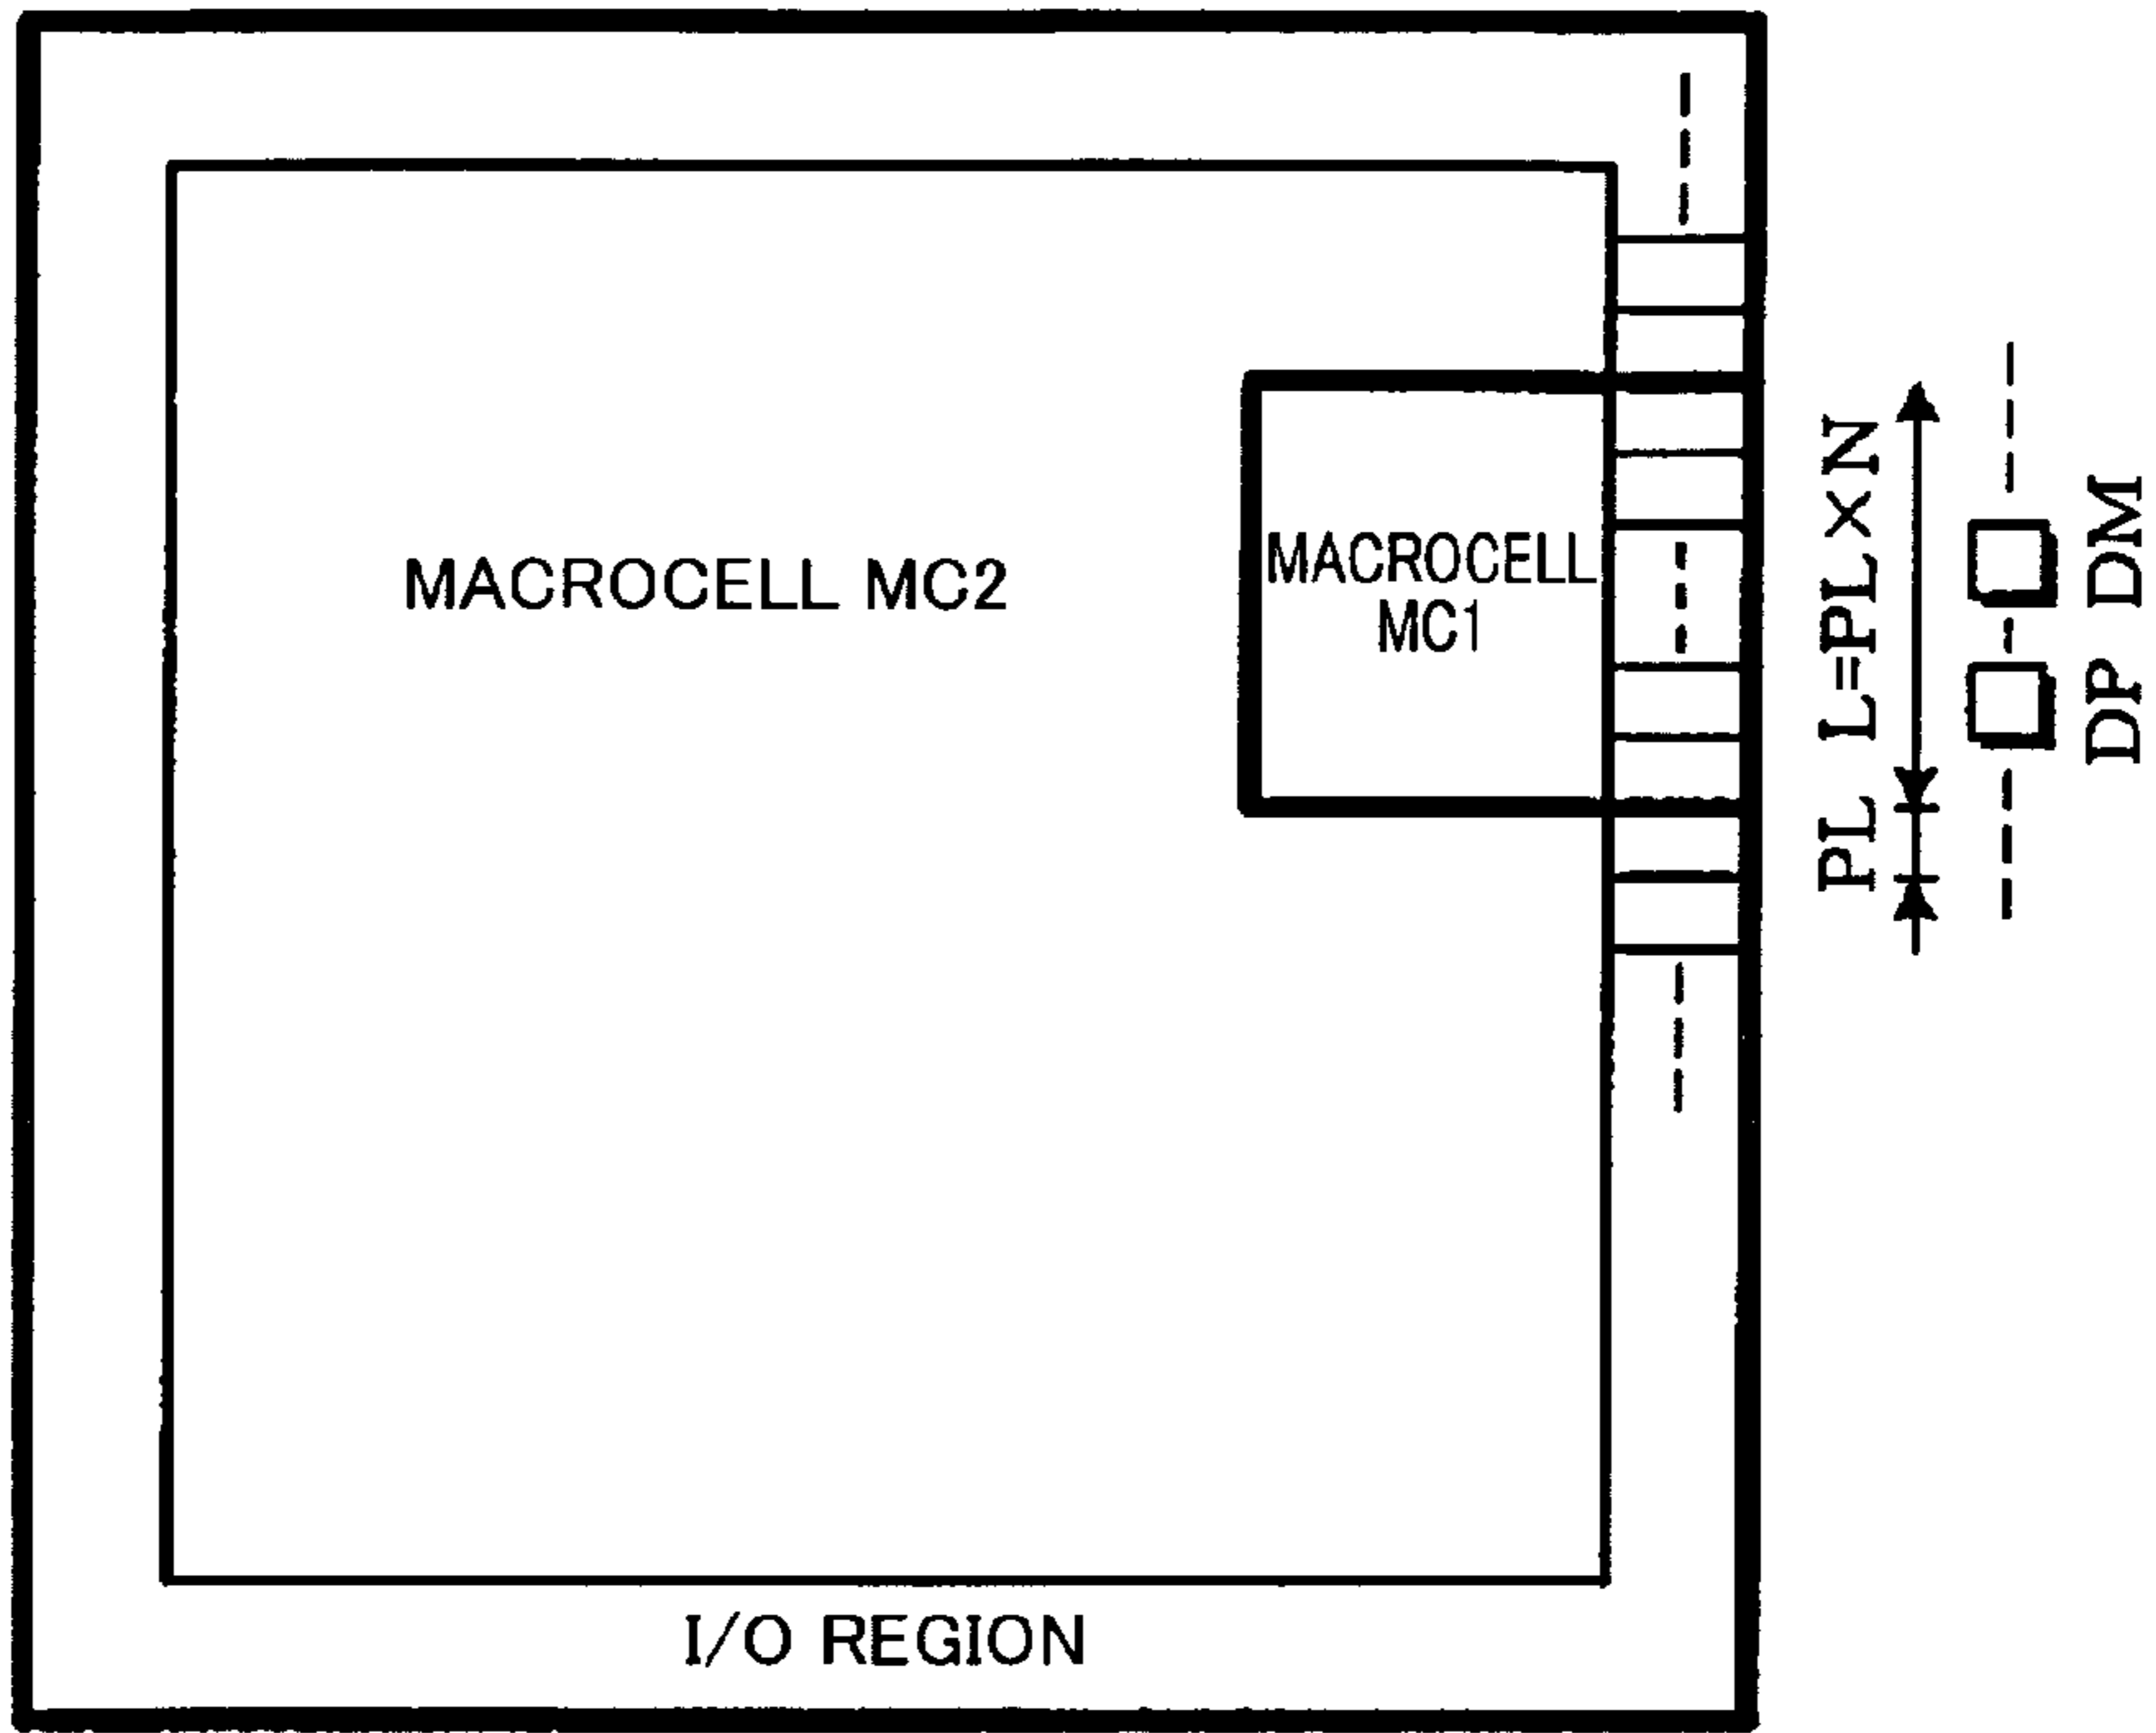 MACROCELL MC2
MACROCELL
MC1
PL L=PL×N
DP DM
I/O REGION